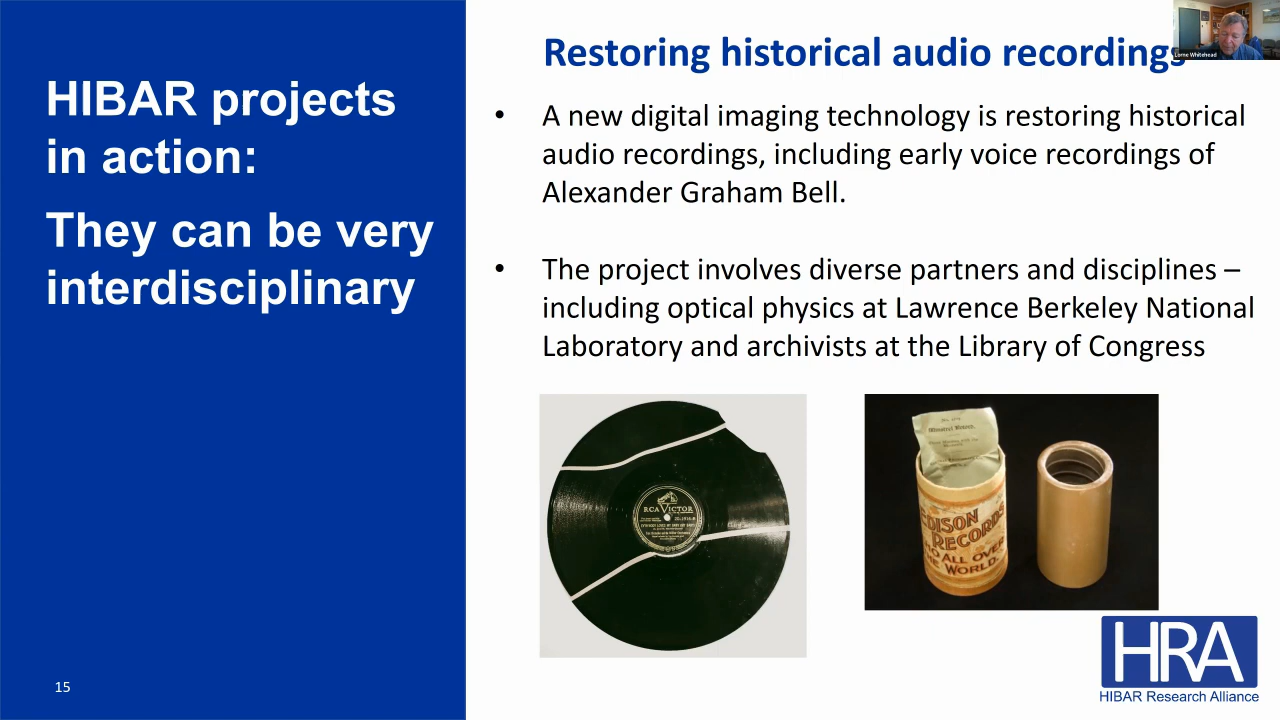 HIBAR projects
in action:
They can be very
interdisciplinary
15
Restoring historical audio recordings
Lorne Whitehead
• A new digital imaging technology is restoring historical
audio recordings, including early voice recordings of
Alexander Graham Bell.
• The project involves diverse partners and disciplines –
including optical physics at Lawrence Berkeley National
Laboratory and archivists at the Library of Congress
RCA VICTOR
EDISON
RECORDS
ALL OVER
WORLD.
HRA
HIBAR Research Alliance